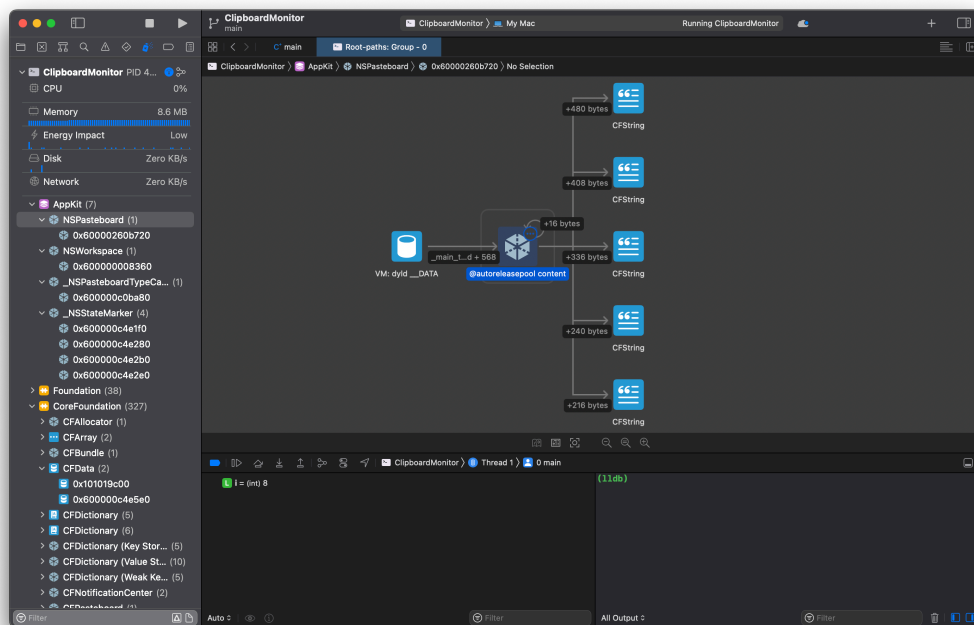 ClipboardMonitor
main
ClipboardMonitor
My Mac
Running ClipboardMonitor
main
Root-paths: Group - 0
ClipboardMonitor
AppKit
NSPasteboard
0x60000260b720
No Selection
ClipboardMonitor PID 4...
CPU 0%
Memory 8.6 MB
Energy Impact Low
Disk Zero KB/s
Network Zero KB/s
AppKit (7)
NSPasteboard (1)
0x60000260b720
NSWorkspace (1)
0x600000008360
_NSPasteboardTypeCa... (1)
0x600000c0ba80
_NSStateMarker (4)
0x600000c4e1f0
0x600000c4e280
0x600000c4e2b0
0x600000c4e2e0
Foundation (38)
CoreFoundation (327)
CFAllocator (1)
CFArray (2)
CFBundle (1)
CFData (2)
0x101019c00
0x600000c4e5e0
CFDictionary (5)
CFDictionary (6)
CFDictionary (Key Stor... (5)
CFDictionary (Value St... (10)
CFDictionary (Weak Ke... (5)
CFNotificationCenter (2)
CFPasteboard (1)
Filter
+480 bytes
CFString
+408 bytes
CFString
+16 bytes
_main_t...d + 568
+336 bytes
VM: dyld __DATA
@autoreleasepool content
CFString
+240 bytes
CFString
+216 bytes
CFString
ClipboardMonitor
Thread 1
0 main
L i = (int) 8
(lldb)
Auto
Filter
All Output
Filter